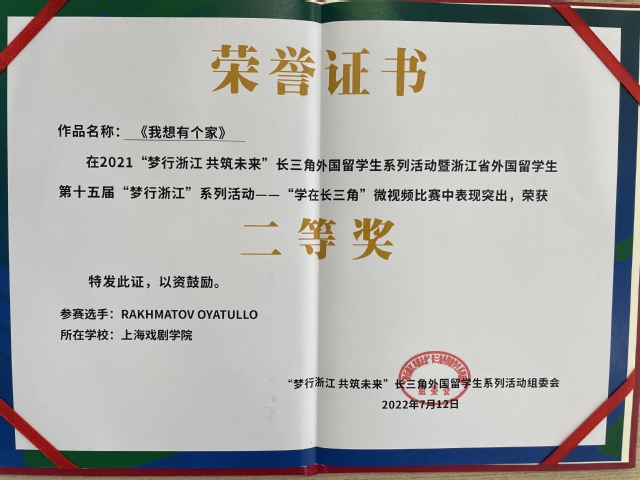 荣誉证书
作品名称： 《我想有个家》
在2021“梦行浙江 共筑未来”长三角外国留学生系列活动暨浙江省外国留学生
第十五届“梦行浙江”系列活动——“学在长三角”微视频比赛中表现突出，荣获
二等奖
特发此证，以资鼓励。
参赛选手：RAKHMATOV OYATULLO
所在学校：上海戏剧学院
“梦行浙江 共筑未来”长三角外国留学生系列活动组委会
组委会
2022年7月12日